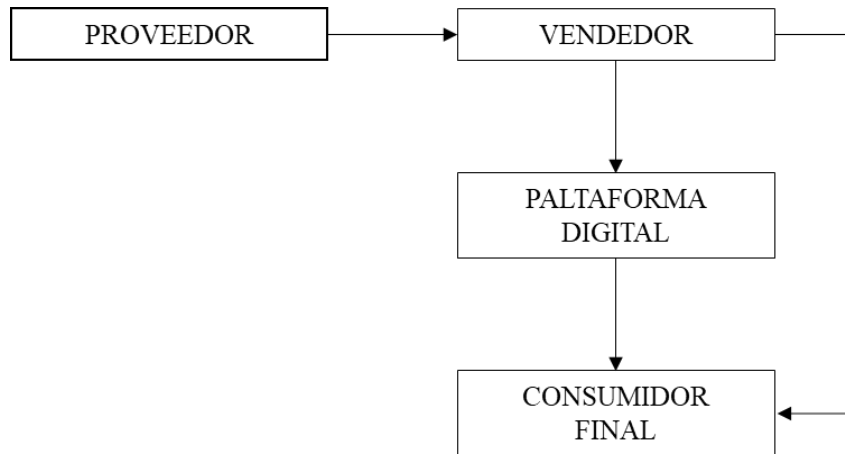 PROVEEDOR
VENDEDOR
PALTAFORMA
DIGITAL
CONSUMIDOR
FINAL